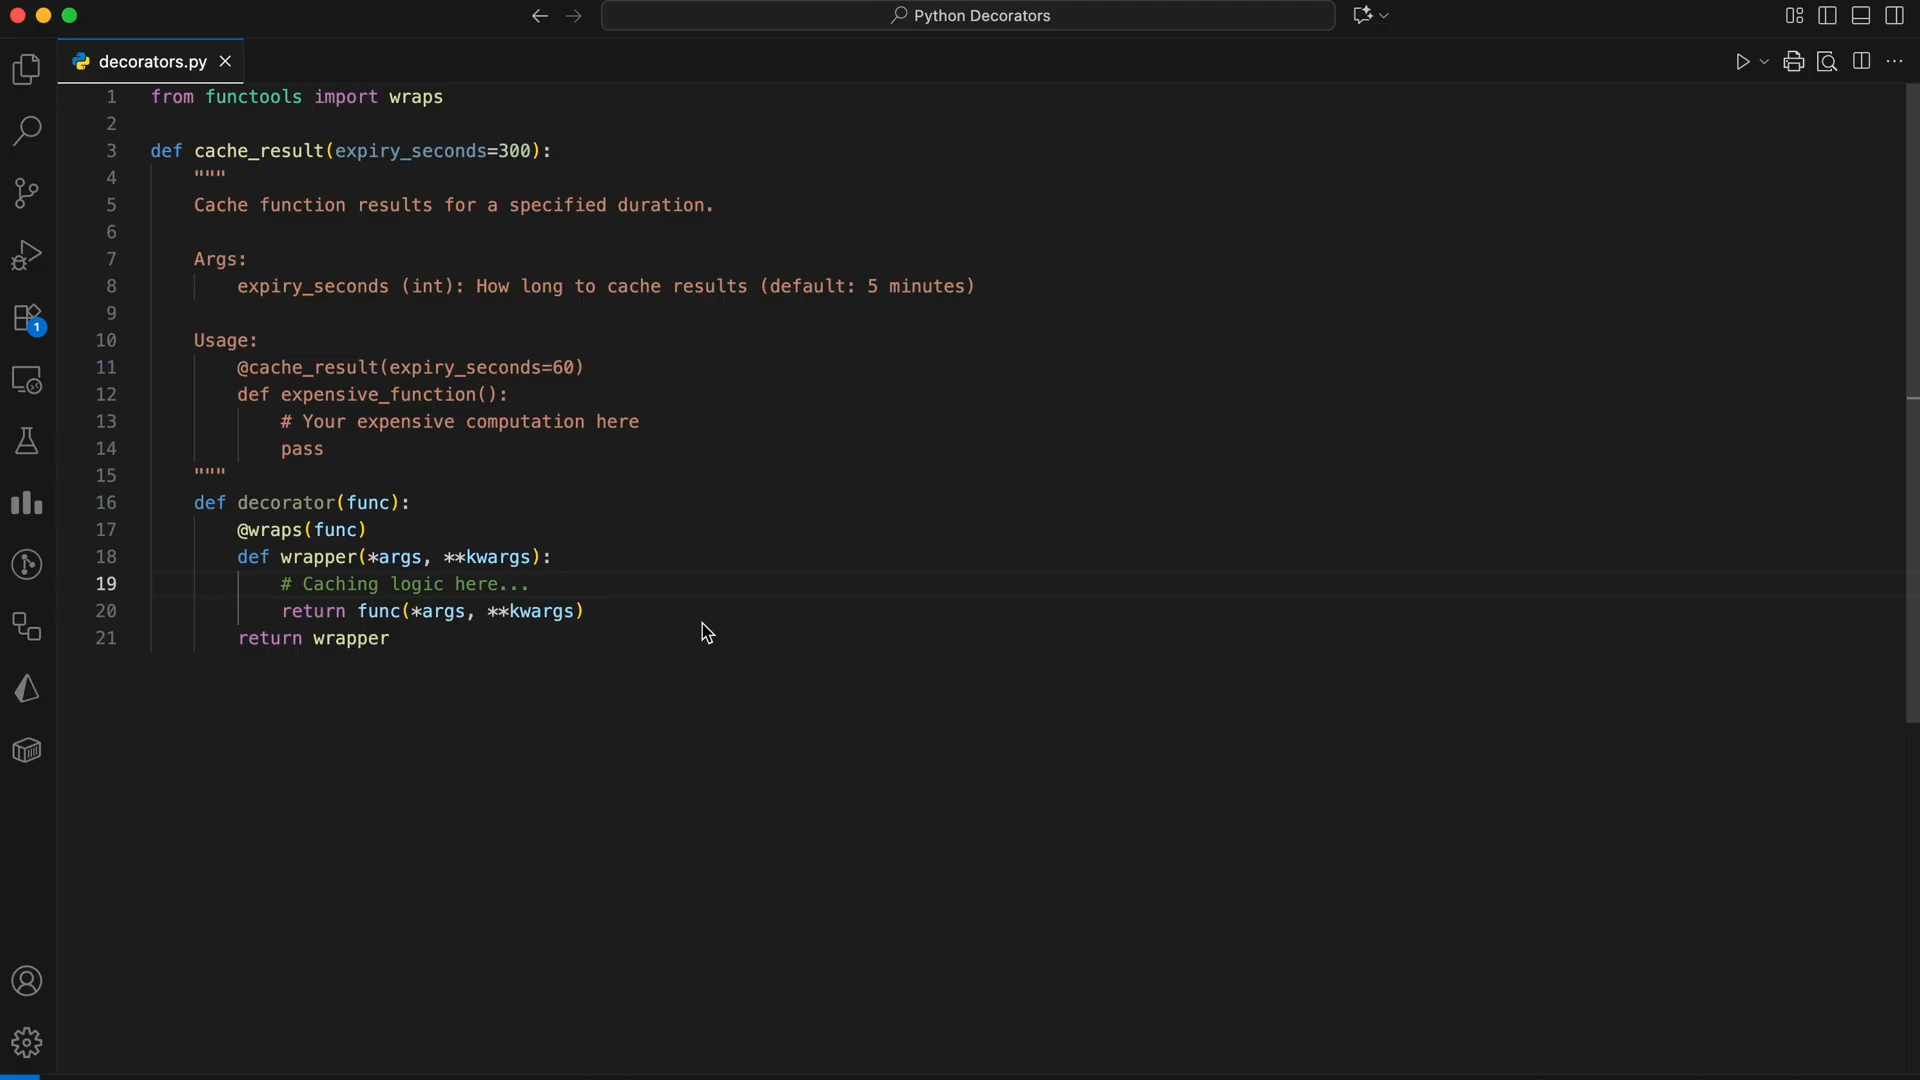 Python Decorators
decorators.py
1 from functools import wraps
2
3 def cache_result(expiry_seconds=300):
4     """
5     Cache function results for a specified duration.
6
7     Args:
8         expiry_seconds (int): How long to cache results (default: 5 minutes)
9
10     Usage:
11         @cache_result(expiry_seconds=60)
12         def expensive_function():
13             # Your expensive computation here
14             pass
15     """
16     def decorator(func):
17         @wraps(func)
18         def wrapper(*args, **kwargs):
19             # Caching logic here...
20             return func(*args, **kwargs)
21         return wrapper
1